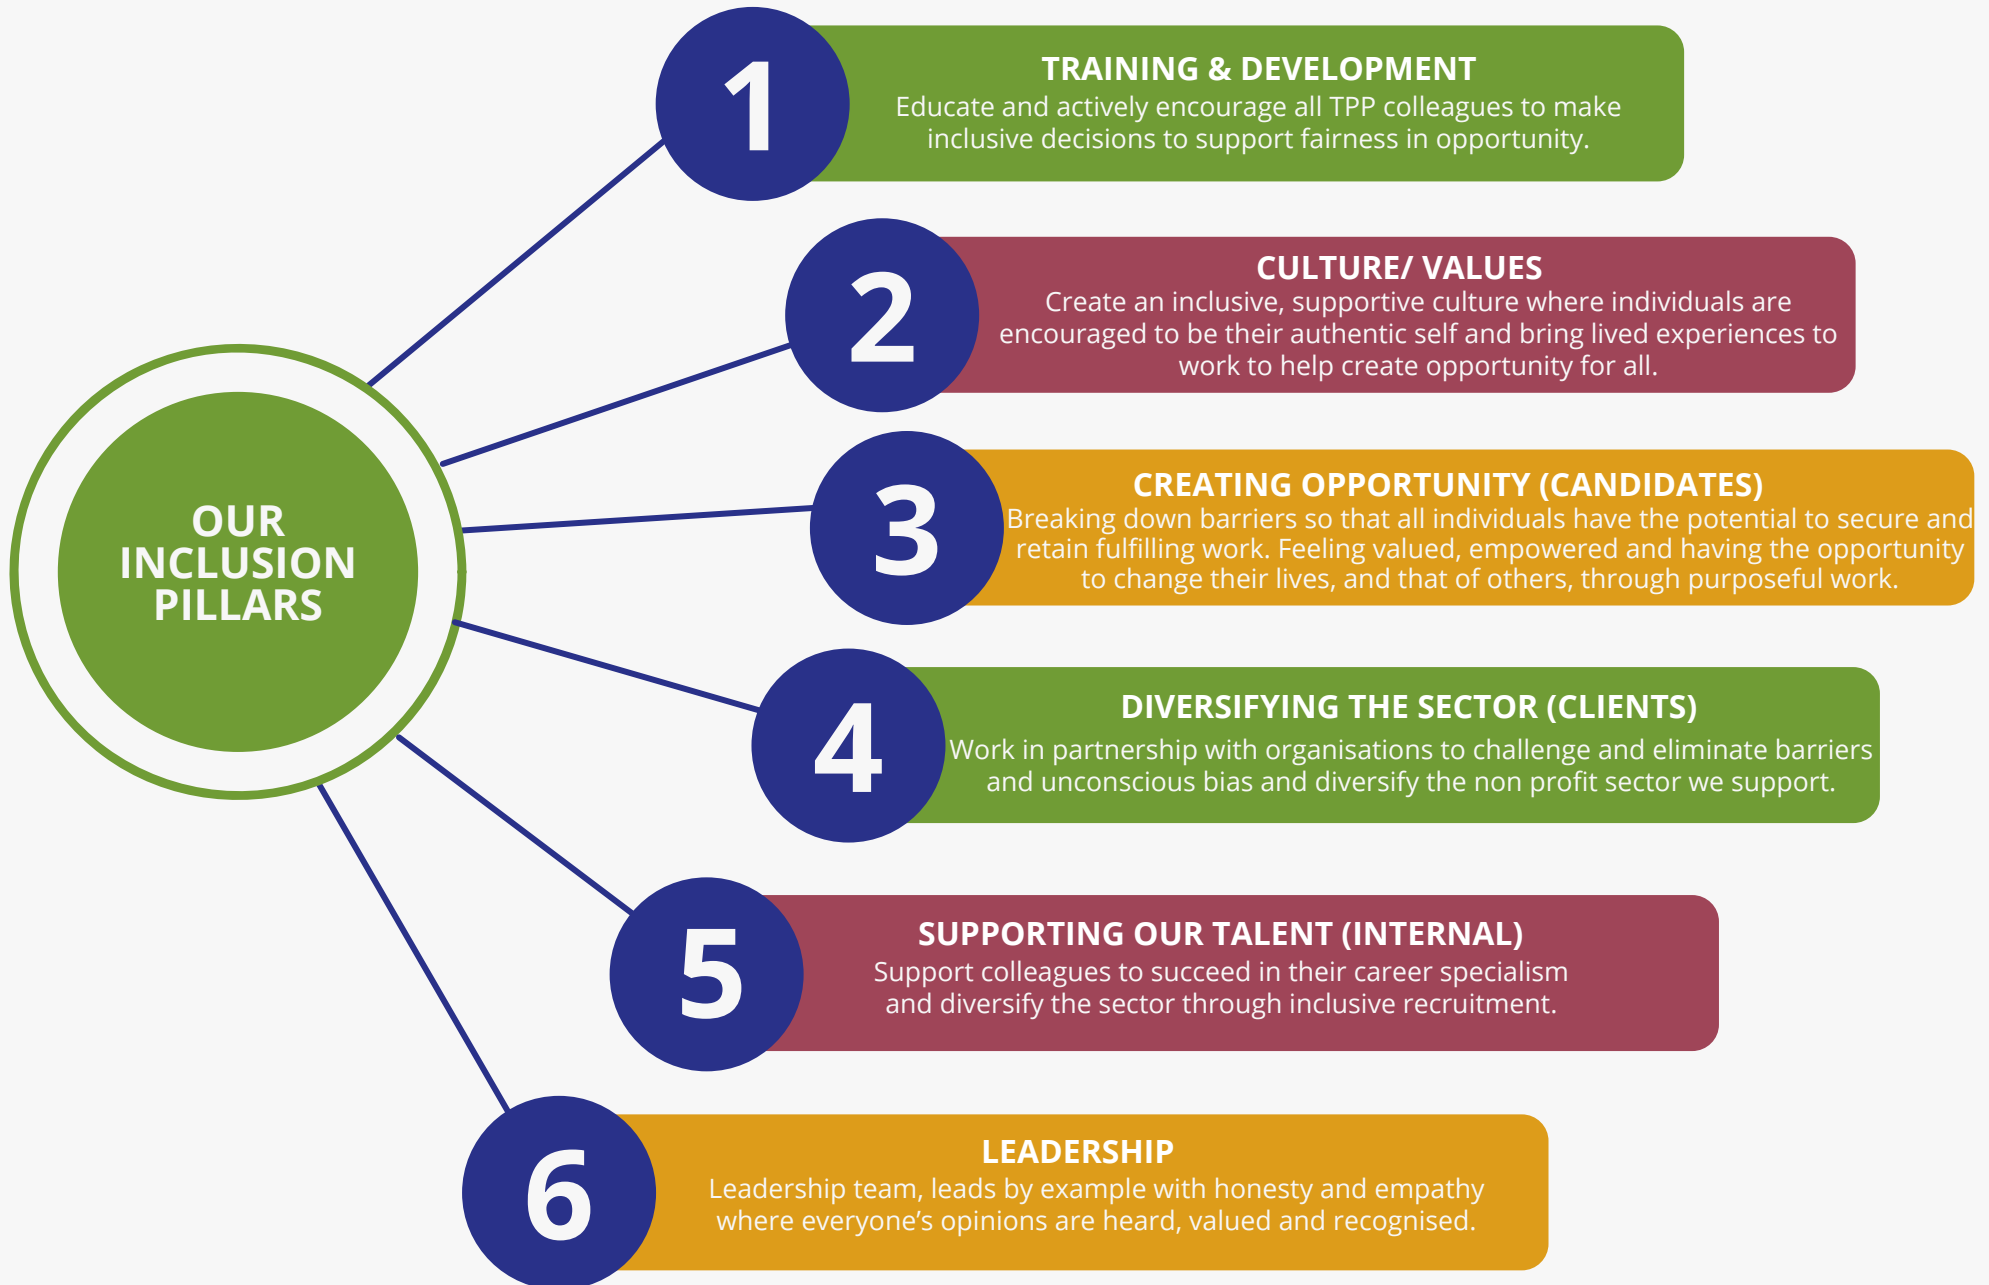 OUR
INCLUSION
PILLARS
1
TRAINING & DEVELOPMENT
Educate and actively encourage all TPP colleagues to make
inclusive decisions to support fairness in opportunity.
2
CULTURE/ VALUES
Create an inclusive, supportive culture where individuals are
encouraged to be their authentic self and bring lived experiences to
work to help create opportunity for all.
3
CREATING OPPORTUNITY (CANDIDATES)
Breaking down barriers so that all individuals have the potential to secure and
retain fulfilling work. Feeling valued, empowered and having the opportunity
to change their lives, and that of others, through purposeful work.
4
DIVERSIFYING THE SECTOR (CLIENTS)
Work in partnership with organisations to challenge and eliminate barriers
and unconscious bias and diversify the non profit sector we support.
5
SUPPORTING OUR TALENT (INTERNAL)
Support colleagues to succeed in their career specialism
and diversify the sector through inclusive recruitment.
6
LEADERSHIP
Leadership team, leads by example with honesty and empathy
where everyone’s opinions are heard, valued and recognised.